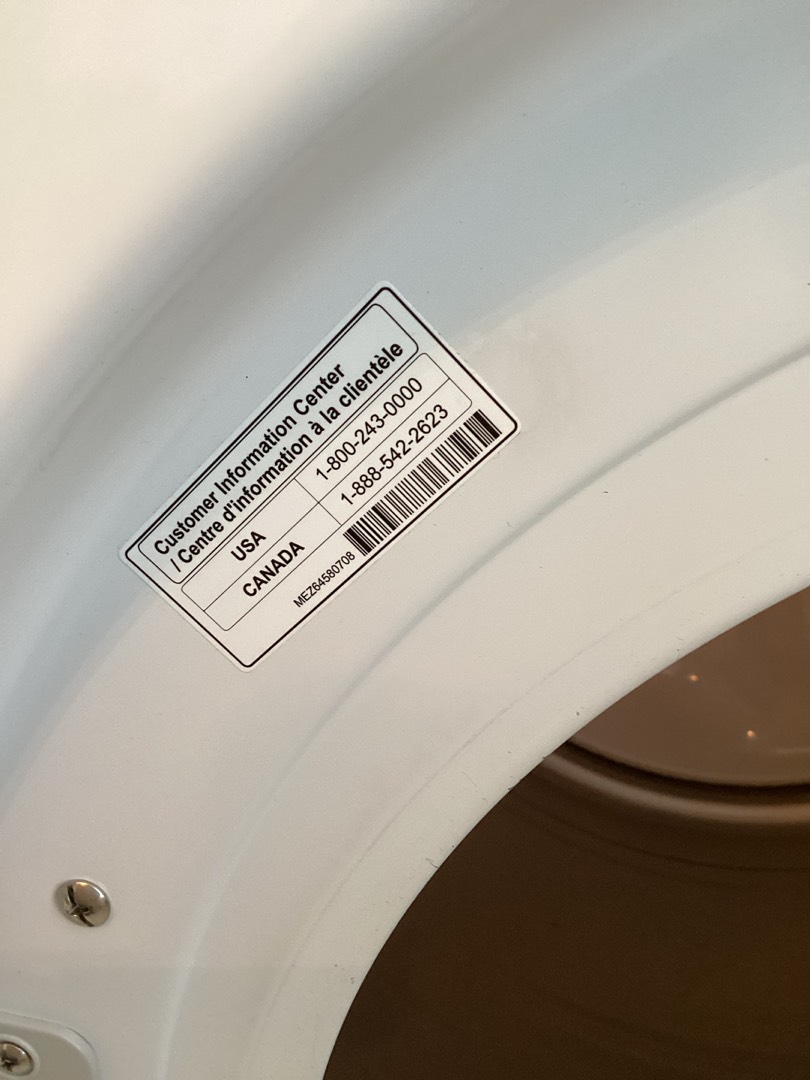 Customer Information Center
/ Centre d'information à la clientèle
USA 1-800-243-0000
CANADA 1-888-542-2623
MEZ64580708